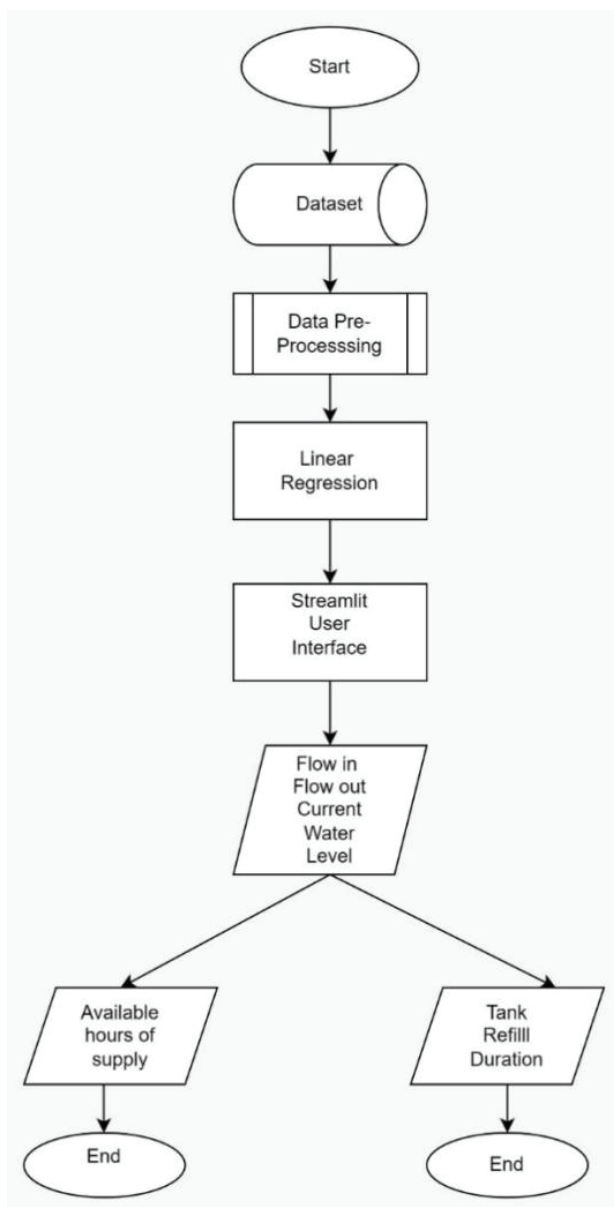 Start
Dataset
Data Pre-
Processsing
Linear
Regression
Streamlit
User
Interface
Flow in
Flow out
Current
Water
Level
Available
hours of
supply
Tank
Refilll
Duration
End
End